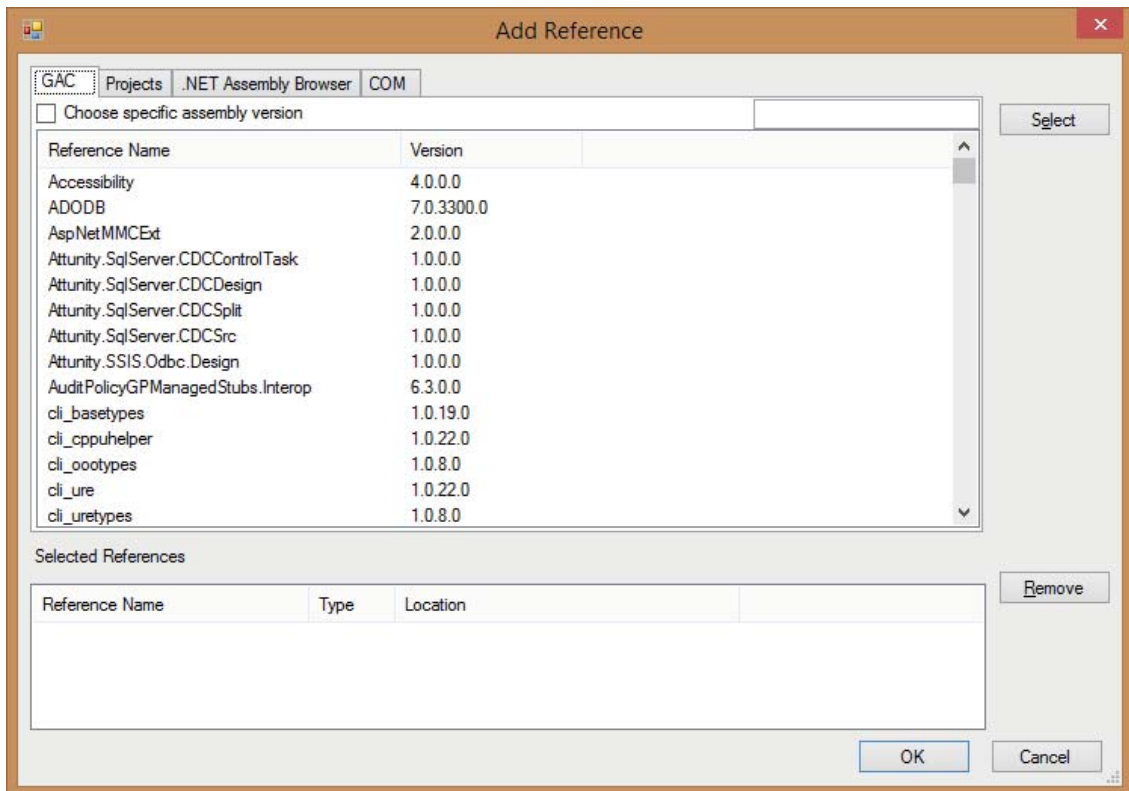 Add Reference
GAC Projects .NET Assembly Browser COM
Choose specific assembly version
Select
Reference Name Version
Accessibility 4.0.0.0
ADODB 7.0.3300.0
AspNetMMCExt 2.0.0.0
Attunity.SqlServer.CDCControlTask 1.0.0.0
Attunity.SqlServer.CDCDesign 1.0.0.0
Attunity.SqlServer.CDCSplit 1.0.0.0
Attunity.SqlServer.CDCSrc 1.0.0.0
Attunity.SSIS.Odbc.Design 1.0.0.0
AuditPolicyGPManagedStubs.Interop 6.3.0.0
cli_basetypes 1.0.19.0
cli_cppuhelper 1.0.22.0
cli_oootypes 1.0.8.0
cli_ure 1.0.22.0
cli_uretypes 1.0.8.0
Selected References
Remove
Reference Name Type Location
OK Cancel